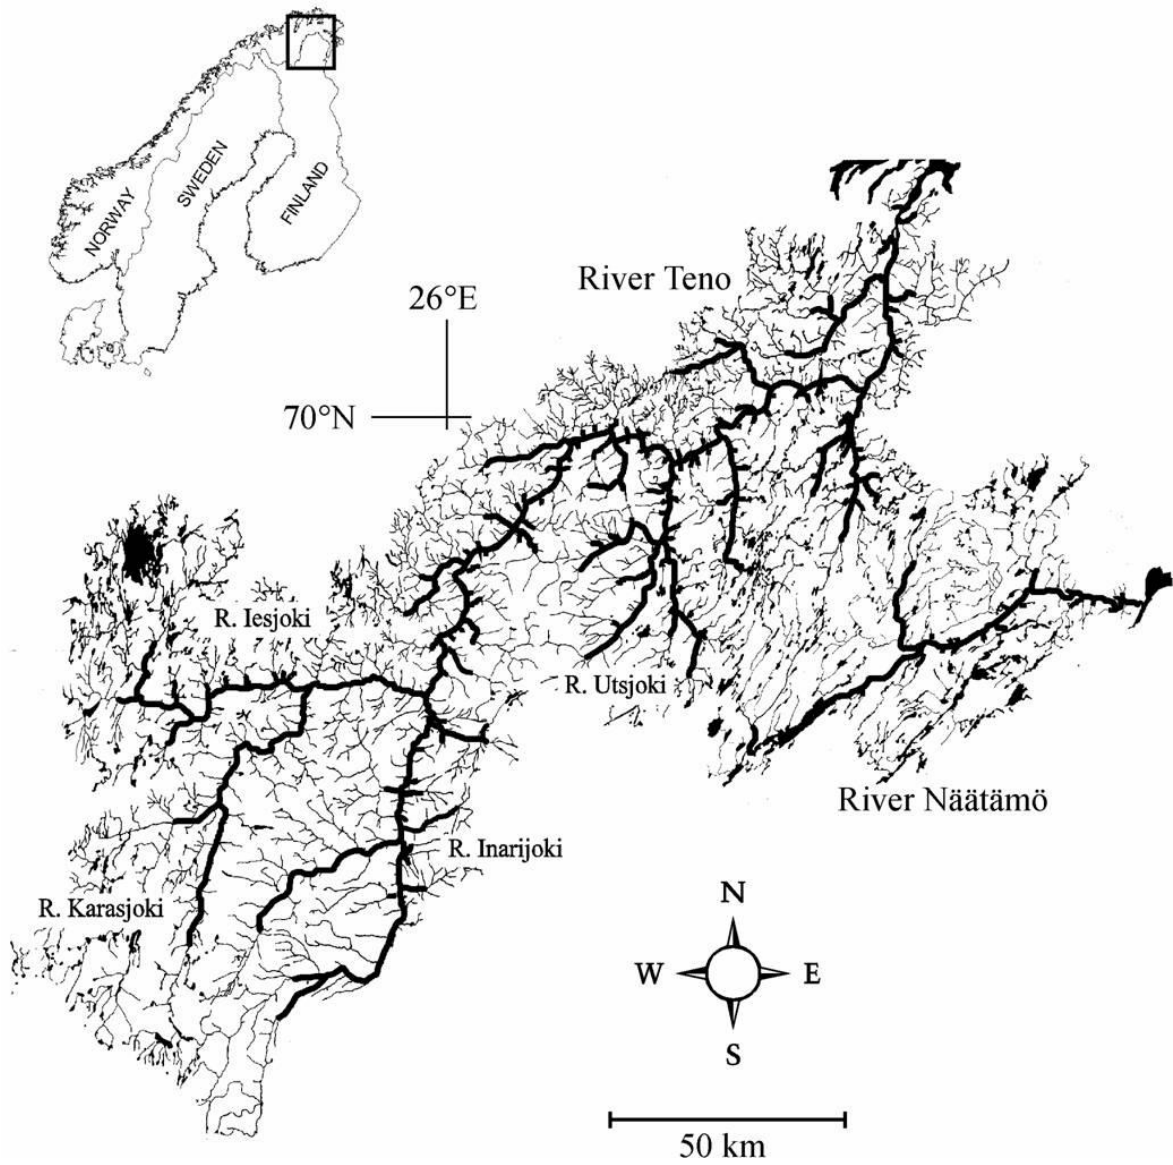 NORWAY
SWEDEN
FINLAND
River Teno
26°E
70°N
R. Iesjoki
R. Utsjoki
River Näätämö
R. Inarijoki
R. Karasjoki
N
W
E
S
50 km